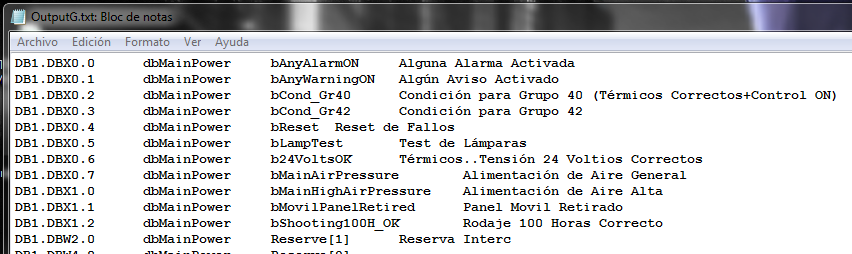 OutputG.txt: Bloc de notas
Archivo Edición Formato Ver Ayuda
DB1.DBX0.0 dbMainPower bAnyAlarmON Alguna Alarma Activada
DB1.DBX0.1 dbMainPower bAnyWarningON Algún Aviso Activado
DB1.DBX0.2 dbMainPower bCond_Gr40 Condición para Grupo 40 (Térmicos Correctos+Control ON)
DB1.DBX0.3 dbMainPower bCond_Gr42 Condición para Grupo 42
DB1.DBX0.4 dbMainPower bReset Reset de Fallos
DB1.DBX0.5 dbMainPower bLampTest Test de Lámparas
DB1.DBX0.6 dbMainPower b24VoltsOK Térmicos..Tensión 24 Voltios Correctos
DB1.DBX0.7 dbMainPower bMainAirPressure Alimentación de Aire General
DB1.DBX1.0 dbMainPower bMainHighAirPressure Alimentación de Aire Alta
DB1.DBX1.1 dbMainPower bMovilPanelRetired Panel Movil Retirado
DB1.DBX1.2 dbMainPower bShooting100H_OK Rodaje 100 Horas Correcto
DB1.DBW2.0 dbMainPower Reserve[1] Reserva Interc